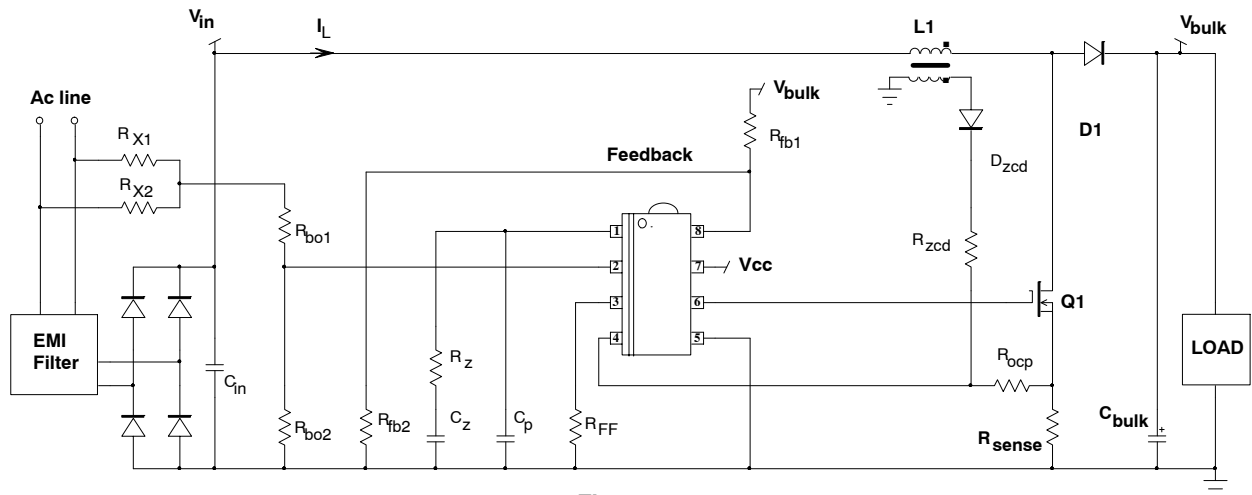 Vin
IL
L1
Vbulk
Ac line
RX1
RX2
Vbulk
Rfb1
Feedback
D1
Dzcd
Rbo1
Rzcd
1
8
2
7
Vcc
3
6
Q1
4
5
EMI
Filter
LOAD
Rocp
Rz
Cin
Rbo2
Rfb2
Cz
Cp
RFF
Rsense
Cbulk
+